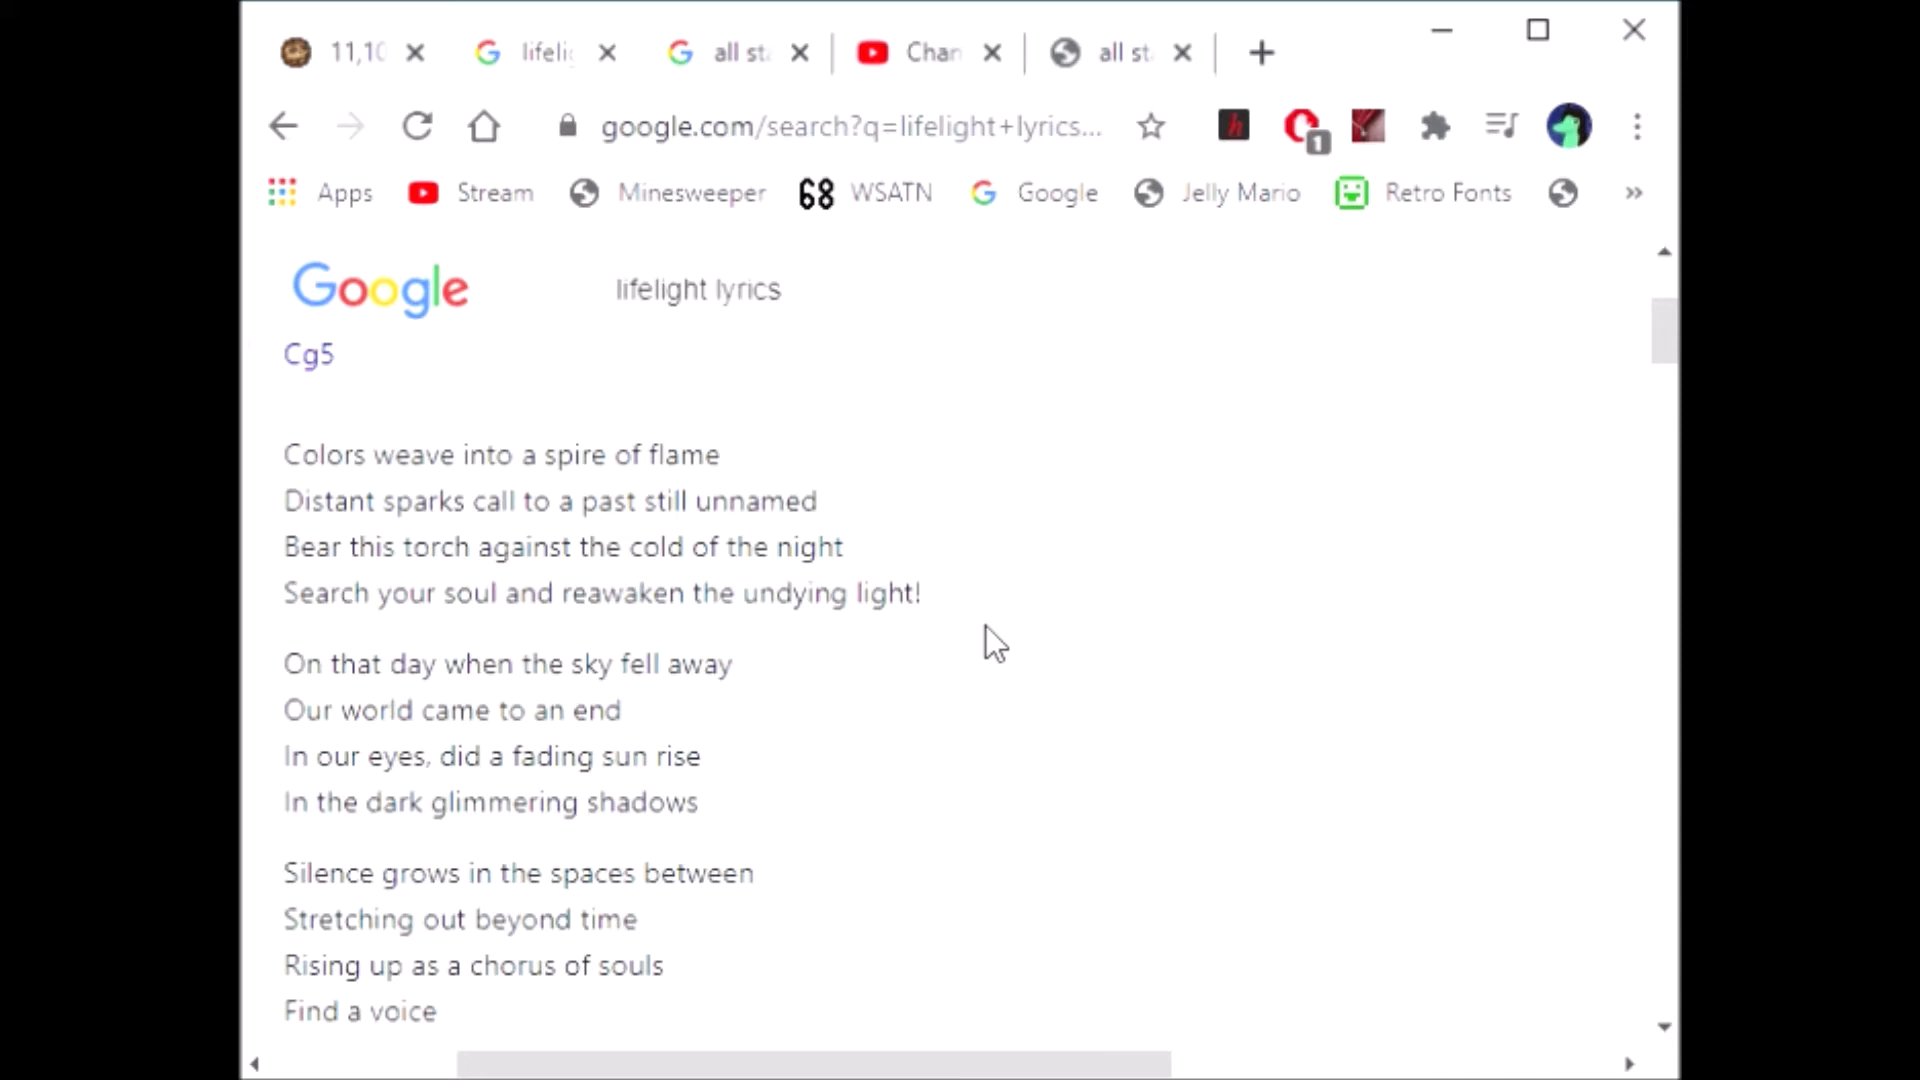 11,10
lifeli
all st
Chan
all st
google.com/search?q=lifelight+lyrics...
h
1
Apps
Stream
Minesweeper
68 WSATN
Google
Jelly Mario
Retro Fonts
»
Google
lifelight lyrics
Cg5
Colors weave into a spire of flame
Distant sparks call to a past still unnamed
Bear this torch against the cold of the night
Search your soul and reawaken the undying light!
On that day when the sky fell away
Our world came to an end
In our eyes, did a fading sun rise
In the dark glimmering shadows
Silence grows in the spaces between
Stretching out beyond time
Rising up as a chorus of souls
Find a voice